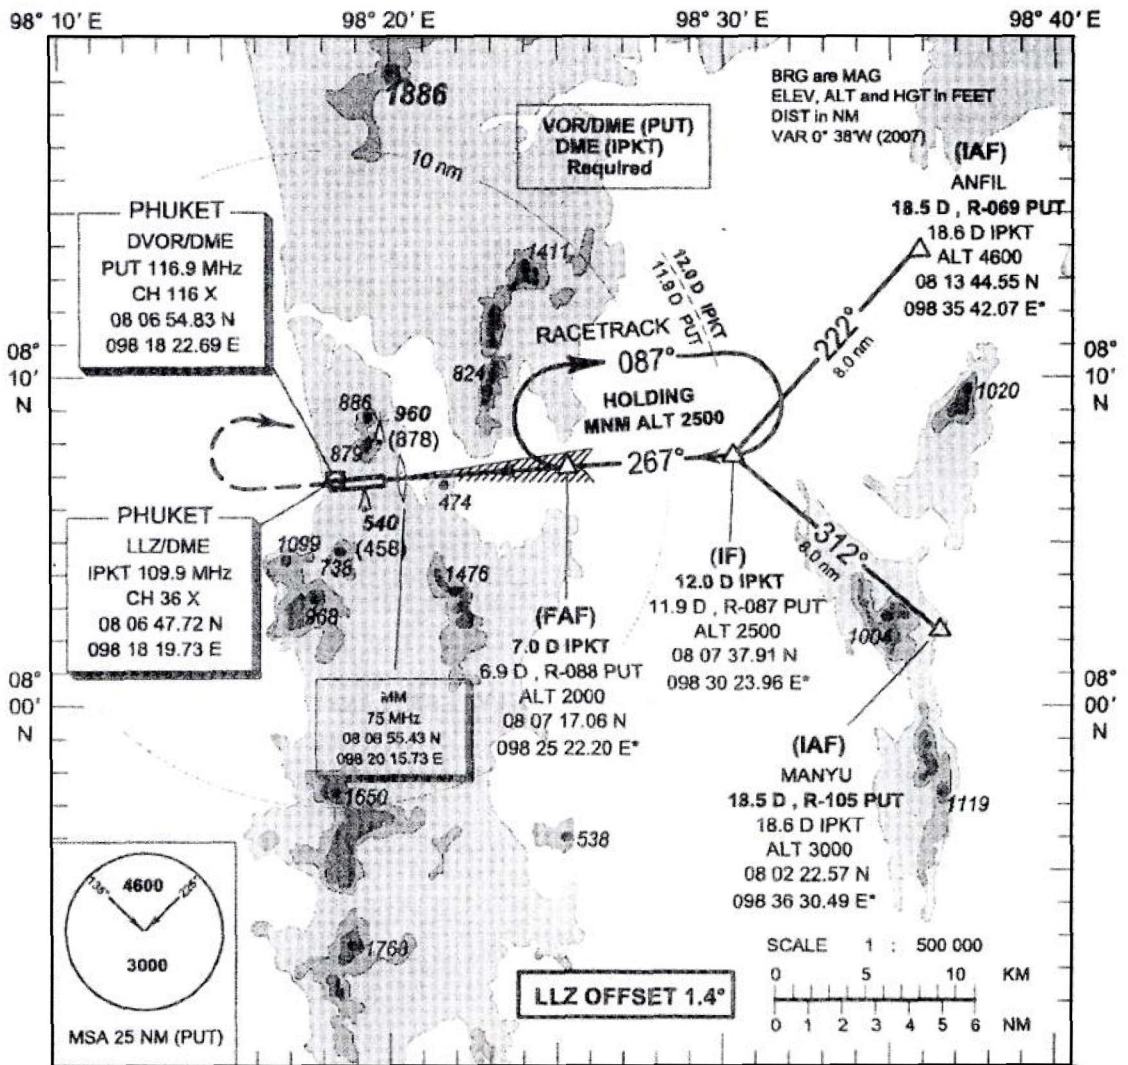 98° 10' E
98° 20' E
98° 30' E
98° 40' E
1886
BRG are MAG
ELEV, ALT and HGT in FEET
DIST in NM
VAR 0° 38'W (2007)
VOR/DME (PUT)
DME (IPKT)
Required
10 nm
(IAF)
ANFIL
18.5 D , R-069 PUT
18.6 D IPKT
ALT 4600
08 13 44.55 N
098 35 42.07 E*
PHUKET
DVOR/DME
PUT 116.9 MHz
CH 116 X
08 06 54.83 N
098 18 22.69 E
1411
12.0 D IPKT
11.9 D PUT
222°
8.0 nm
RACETRACK
087°
HOLDING
MNM ALT 2500
267°
824
08°
10'
N
08°
10'
N
1020
886
960
(878)
879
474
540
(458)
PHUKET
LLZ/DME
IPKT 109.9 MHz
CH 36 X
08 06 47.72 N
098 18 19.73 E
1099
738
968
1476
312°
8.0 nm
1004
(FAF)
7.0 D IPKT
6.9 D , R-088 PUT
ALT 2000
08 07 17.06 N
098 25 22.20 E*
(IF)
12.0 D IPKT
11.9 D , R-087 PUT
ALT 2500
08 07 37.91 N
098 30 23.96 E*
08°
00'
N
08°
00'
N
MM
75 MHz
08 06 55.43 N
098 20 15.73 E
(IAF)
MANYU
18.5 D , R-105 PUT
18.6 D IPKT
ALT 3000
08 02 22.57 N
098 36 30.49 E*
1119
1650
538
1768
135°
4600
225°
3000
MSA 25 NM (PUT)
LLZ OFFSET 1.4°
SCALE 1 : 500 000
0 5 10 KM
0 1 2 3 4 5 6 NM